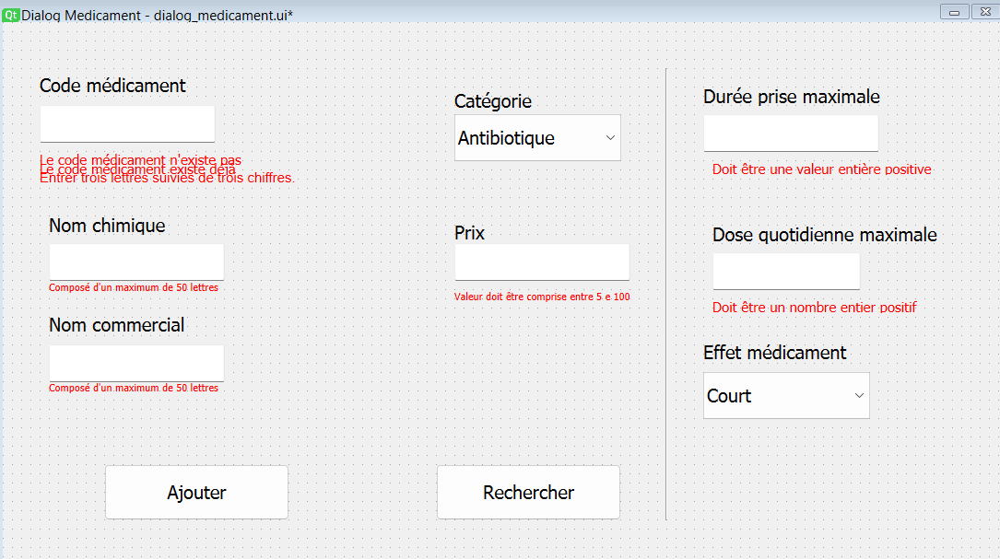 Qt Dialog Medicament - dialog_medicament.ui*
Code médicament
Le code médicament n'existe pas
Le code médicament existe déjà
Entrer trois lettres suivies de trois chiffres.
Nom chimique
Composé d'un maximum de 50 lettres
Nom commercial
Composé d'un maximum de 50 lettres
Catégorie
Antibiotique
Prix
Valeur doit être comprise entre 5 e 100
Ajouter
Rechercher
Durée prise maximale
Doit être une valeur entière positive
Dose quotidienne maximale
Doit être un nombre entier positif
Effet médicament
Court